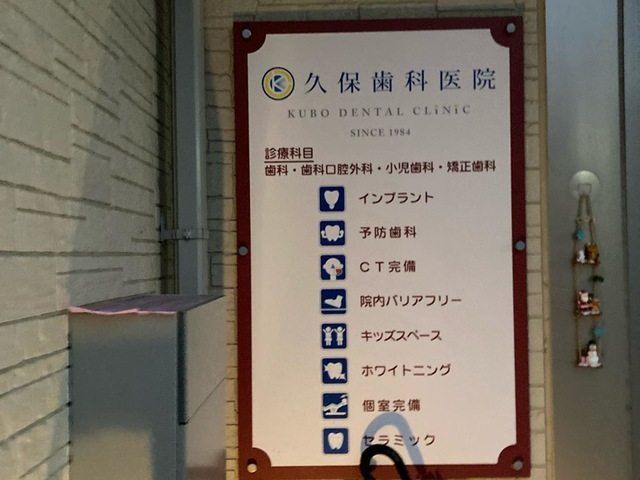 久保歯科医院
KUBO DENTAL CLiNiC
SINCE 1984
診療科目
歯科・歯科口腔外科・小児歯科・矯正歯科
インプラント
予防歯科
CT完備
院内バリアフリー
キッズスペース
ホワイトニング
個室完備
セラミック